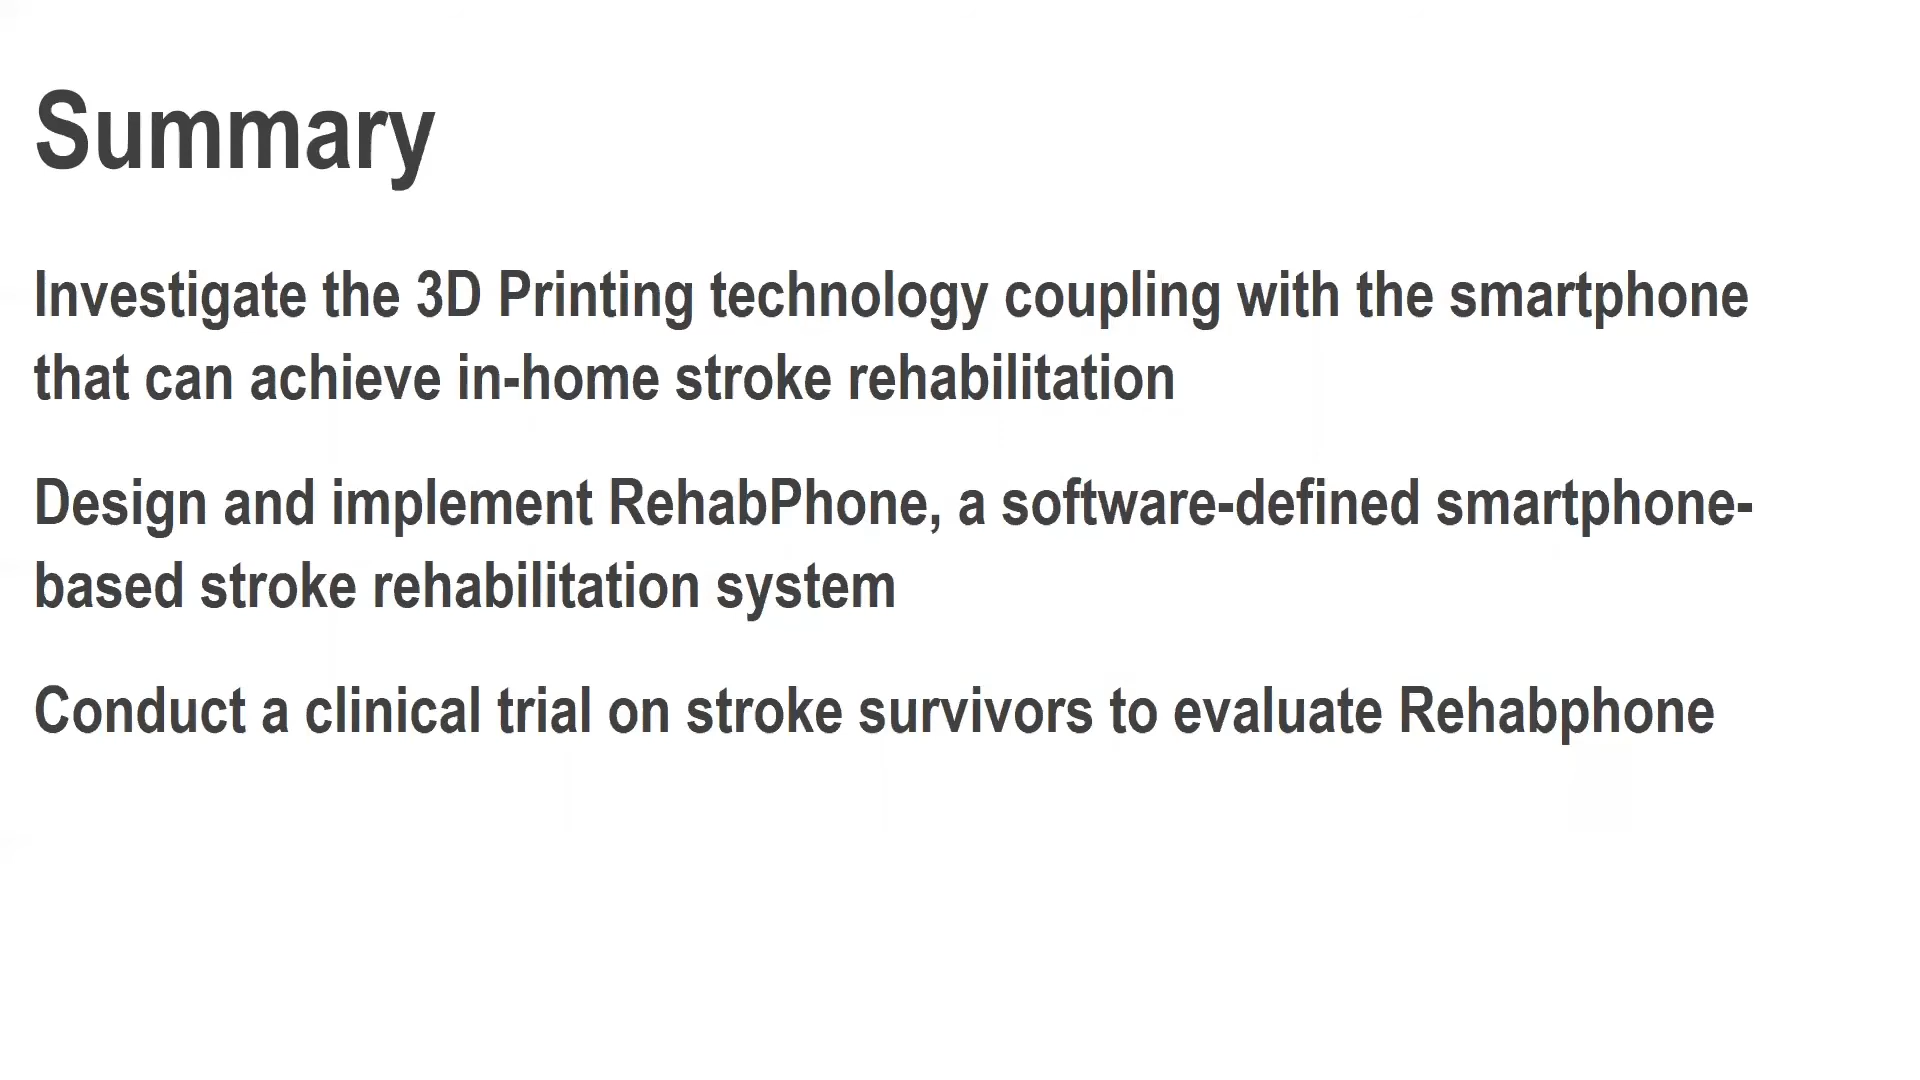 Summary
Investigate the 3D Printing technology coupling with the smartphone
that can achieve in-home stroke rehabilitation
Design and implement RehabPhone, a software-defined smartphone-
based stroke rehabilitation system
Conduct a clinical trial on stroke survivors to evaluate Rehabphone